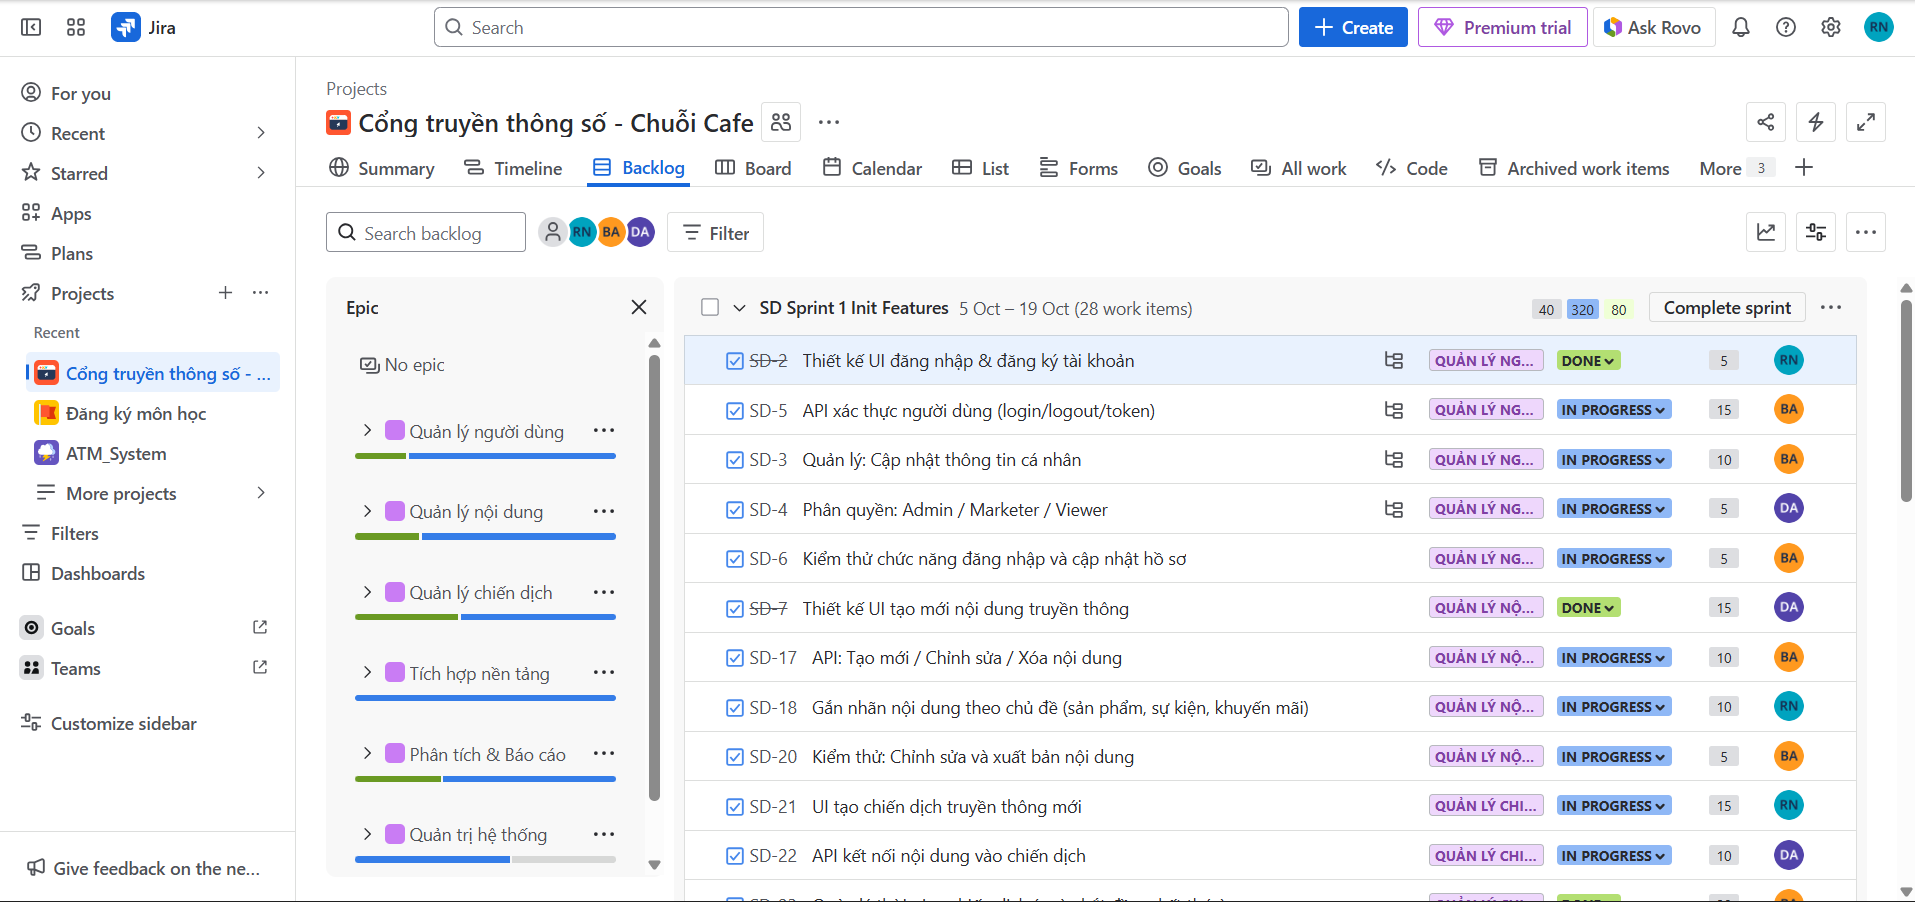 Jira
Search
Create
Premium trial
Ask Rovo
RN
For you
Recent
Starred
Apps
Plans
Projects
Recent
Cổng truyền thông số - ...
Đăng ký môn học
ATM_System
More projects
Filters
Dashboards
Goals
Teams
Customize sidebar
Give feedback on the ne...
Projects
Cổng truyền thông số - Chuỗi Cafe
Summary Timeline Backlog Board Calendar List Forms Goals All work Code Archived work items More 3
Search backlog RN BA DA Filter
Epic
No epic
Quản lý người dùng
Quản lý nội dung
Quản lý chiến dịch
Tích hợp nền tảng
Phân tích & Báo cáo
Quản trị hệ thống
SD Sprint 1 Init Features 5 Oct – 19 Oct (28 work items) 40 320 80 Complete sprint
SD-2 Thiết kế UI đăng nhập & đăng ký tài khoản QUẢN LÝ NG... DONE 5 RN
SD-5 API xác thực người dùng (login/logout/token) QUẢN LÝ NG... IN PROGRESS 15 BA
SD-3 Quản lý: Cập nhật thông tin cá nhân QUẢN LÝ NG... IN PROGRESS 10 BA
SD-4 Phân quyền: Admin / Marketer / Viewer QUẢN LÝ NG... IN PROGRESS 5 DA
SD-6 Kiểm thử chức năng đăng nhập và cập nhật hồ sơ QUẢN LÝ NG... IN PROGRESS 5 BA
SD-7 Thiết kế UI tạo mới nội dung truyền thông QUẢN LÝ NỘ... DONE 15 DA
SD-17 API: Tạo mới / Chỉnh sửa / Xóa nội dung QUẢN LÝ NỘ... IN PROGRESS 10 BA
SD-18 Gắn nhãn nội dung theo chủ đề (sản phẩm, sự kiện, khuyến mãi) QUẢN LÝ NỘ... IN PROGRESS 10 RN
SD-20 Kiểm thử: Chỉnh sửa và xuất bản nội dung QUẢN LÝ NỘ... IN PROGRESS 5 BA
SD-21 UI tạo chiến dịch truyền thông mới QUẢN LÝ CHI... IN PROGRESS 15 RN
SD-22 API kết nối nội dung vào chiến dịch QUẢN LÝ CHI... IN PROGRESS 10 DA